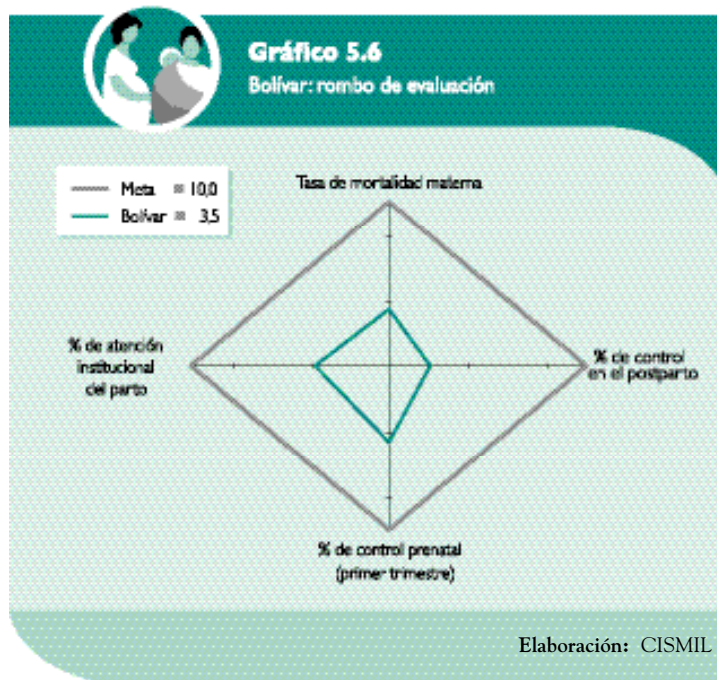 Gráfico 5.6
Bolívar: rombo de evaluación
Meta = 10,0
Bolívar = 3,5
Tasa de mortalidad materna
% de atención
institucional
del parto
% de control
en el postparto
% de control prenatal
(primer trimestre)
Elaboración: CISMIL